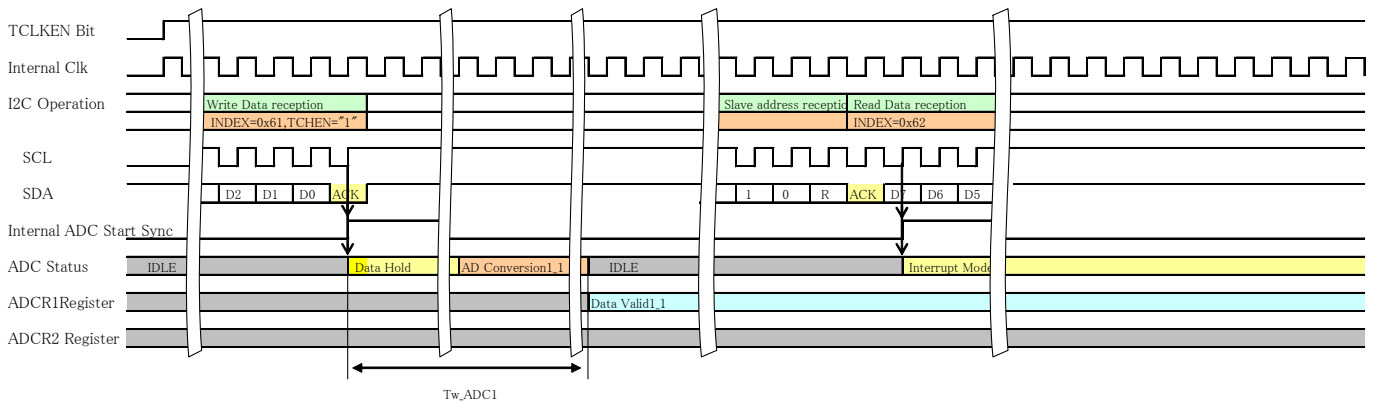 TCLKEN Bit
Internal Clk
I2C Operation
Write Data reception
Slave address receptio
Read Data reception
INDEX=0x61,TCHEN="1"
INDEX=0x62
SCL
SDA
D2 D1 D0 ACK
1 0 R ACK D7 D6 D5
Internal ADC Start Sync
ADC Status
IDLE
Data Hold
AD Conversion1_1
IDLE
Interrupt Mode
ADCR1Register
Data Valid1_1
ADCR2 Register
Tw_ADC1